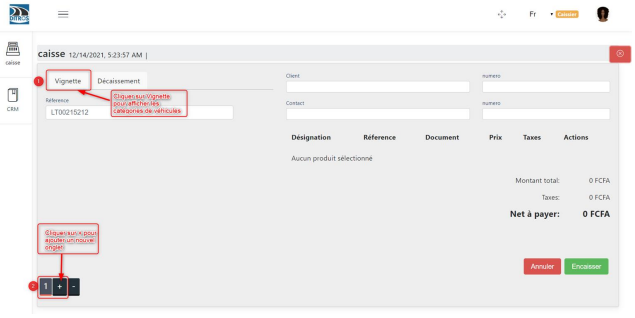 DITROS
Fr
Caissier
caisse
CRM
caisse 12/14/2021, 5:23:57 AM |
1
Vignette
Décaissement
Cliquer sur Vignette
pour afficher les
catégories de véhicules
Réference
LT00215212
Client
numero
Contact
numero
Désignation Réference Document Prix Taxes Actions
Aucun produit sélectionné
Montant total: 0 FCFA
Taxes: 0 FCFA
Net à payer: 0 FCFA
Cliquer sur + pour
ajouter un nouvel
onglet
Annuler
Encaisser
2
1 + -